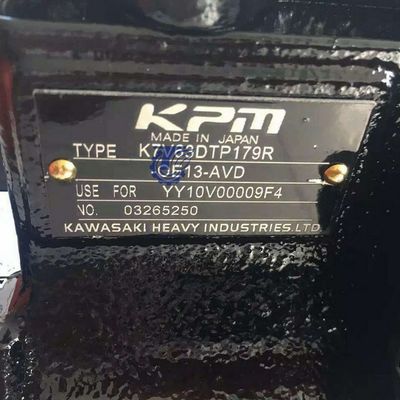 KPM
MADE IN JAPAN
TYPE K7V63DTP179R
OE13-AVD
USE FOR YY10V00009F4
NO. 03265250
KAWASAKI HEAVY INDUSTRIES.LTD.